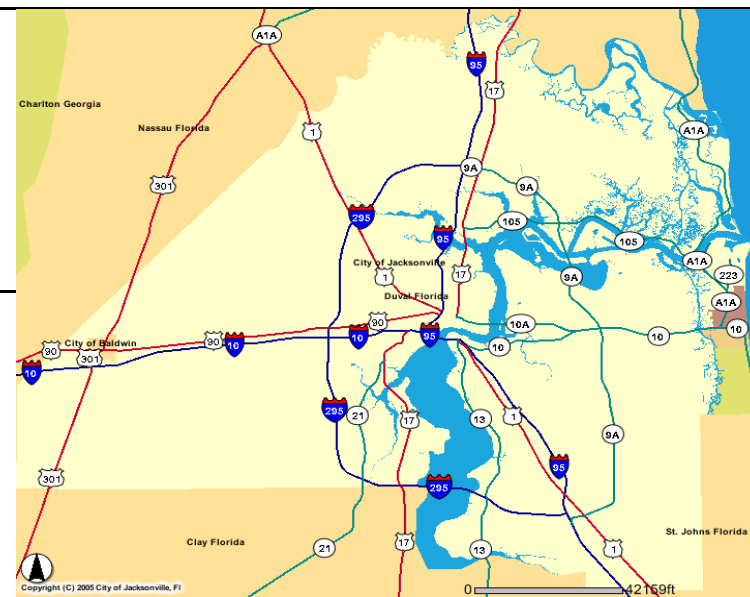 A1A
95
17
Charlton Georgia
Nassau Florida
1
A1A
9A
301
9A
295
105
95
105
City of Jacksonville
A1A
1
17
9A
223
Duval Florida
A1A
90
10A
10
90
10
95
10
10
City of Baldwin
90
10
301
10
295
21
17
13
1
9A
95
301
295
St. Johns Florida
Clay Florida
17
21
13
1
Copyright (C) 2005 City of Jacksonville, Fl
0
42159ft